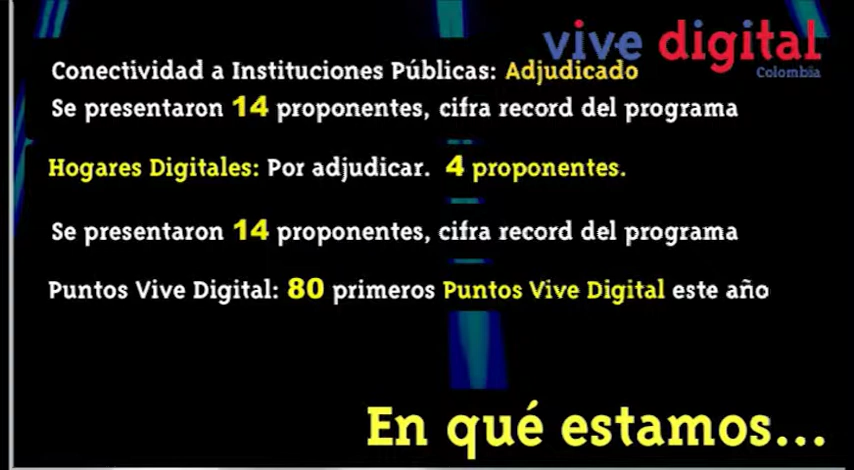 vive digital
Colombia
Conectividad a Instituciones Públicas: Adjudicado
Se presentaron 14 proponentes, cifra record del programa
Hogares Digitales: Por adjudicar. 4 proponentes.
Se presentaron 14 proponentes, cifra record del programa
Puntos Vive Digital: 80 primeros Puntos Vive Digital este año
En qué estamos...